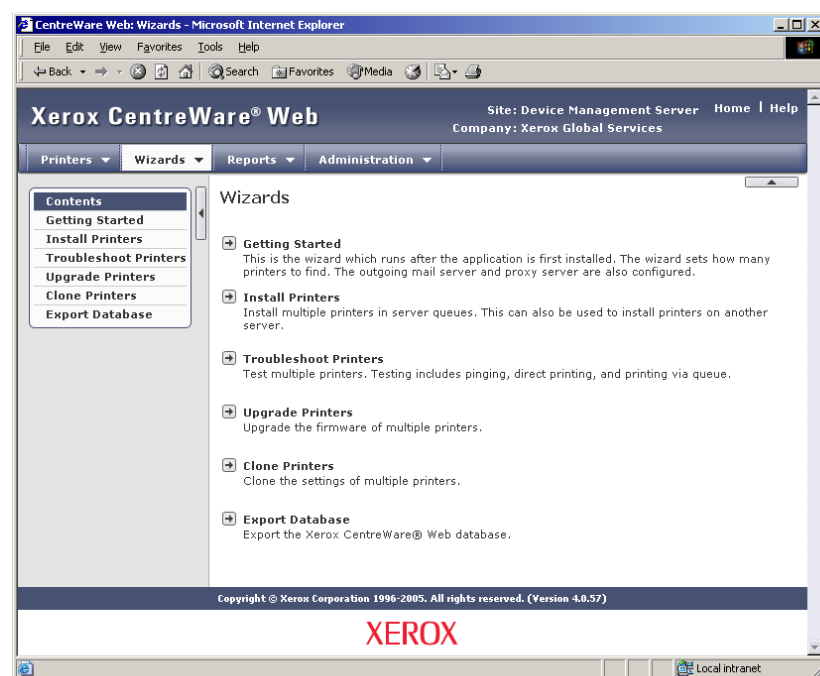 CentreWare Web: Wizards - Microsoft Internet Explorer
File Edit View Favorites Tools Help
Back Search Favorites Media
Xerox CentreWare® Web
Site: Device Management Server
Company: Xerox Global Services
Home | Help
Printers Wizards Reports Administration
Contents
Getting Started
Install Printers
Troubleshoot Printers
Upgrade Printers
Clone Printers
Export Database
Wizards
Getting Started
This is the wizard which runs after the application is first installed. The wizard sets how many
printers to find. The outgoing mail server and proxy server are also configured.
Install Printers
Install multiple printers in server queues. This can also be used to install printers on another
server.
Troubleshoot Printers
Test multiple printers. Testing includes pinging, direct printing, and printing via queue.
Upgrade Printers
Upgrade the firmware of multiple printers.
Clone Printers
Clone the settings of multiple printers.
Export Database
Export the Xerox CentreWare® Web database.
Copyright © Xerox Corporation 1996-2005. All rights reserved. (Version 4.0.57)
XEROX
Local intranet